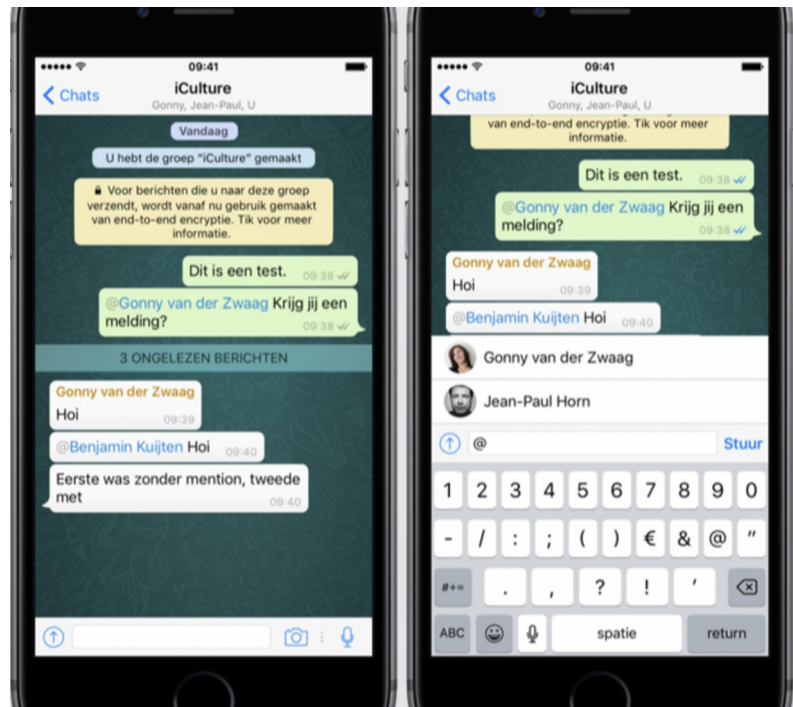 09:41
Chats
iCulture
Gonny, Jean-Paul, U
Vandaag
U hebt de groep “iCulture” gemaakt
Voor berichten die u naar deze groep
verzendt, wordt vanaf nu gebruik gemaakt
van end-to-end encryptie. Tik voor meer
informatie.
Dit is een test. 09:38
@Gonny van der Zwaag Krijg jij een
melding? 09:38
3 ONGELEZEN BERICHTEN
Gonny van der Zwaag
Hoi 09:39
@Benjamin Kuijten Hoi 09:40
Eerste was zonder mention, tweede
met 09:40
09:41
Chats
iCulture
Gonny, Jean-Paul, U
van end-to-end encryptie. Tik voor meer
informatie.
Dit is een test. 09:38
@Gonny van der Zwaag Krijg jij een
melding? 09:38
Gonny van der Zwaag
Hoi 09:39
@Benjamin Kuijten Hoi 09:40
Gonny van der Zwaag
Jean-Paul Horn
@ Stuur
1 2 3 4 5 6 7 8 9 0
- / : ; ( ) € & @ "
#+= . , ? ! '
ABC spatie return